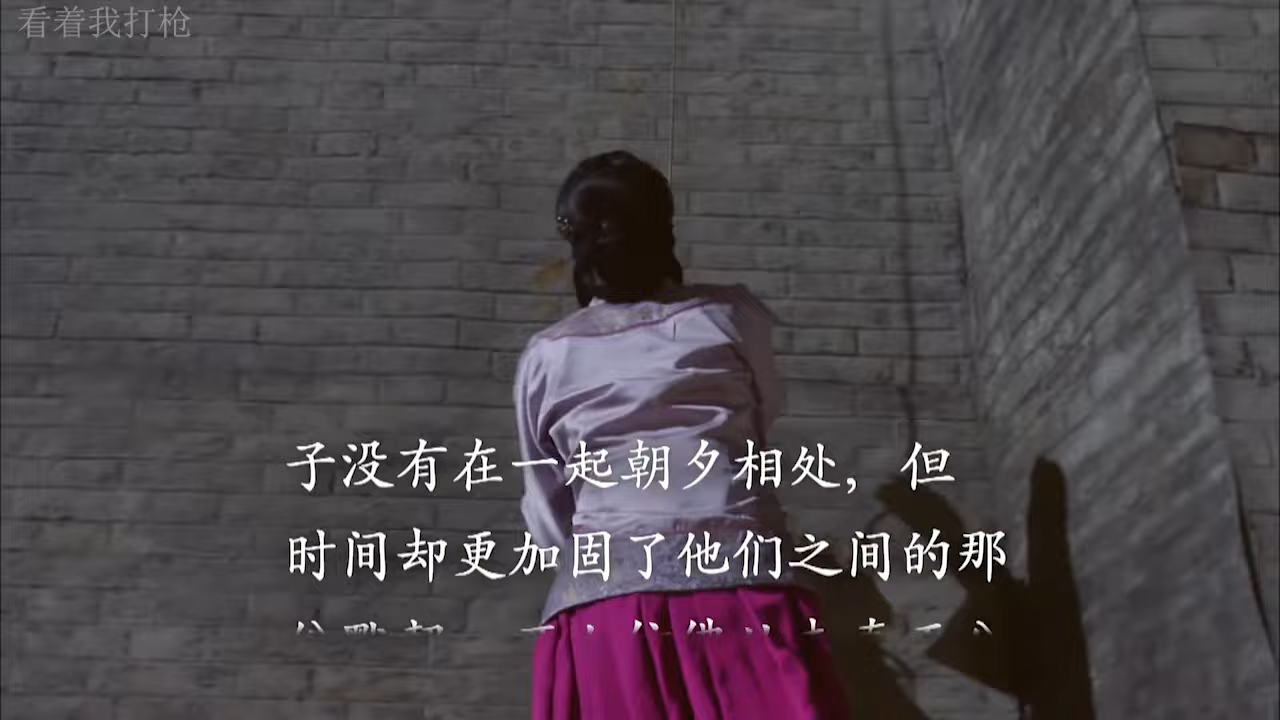 看着我打枪
子没有在一起朝夕相处，但
时间却更加固了他们之间的那